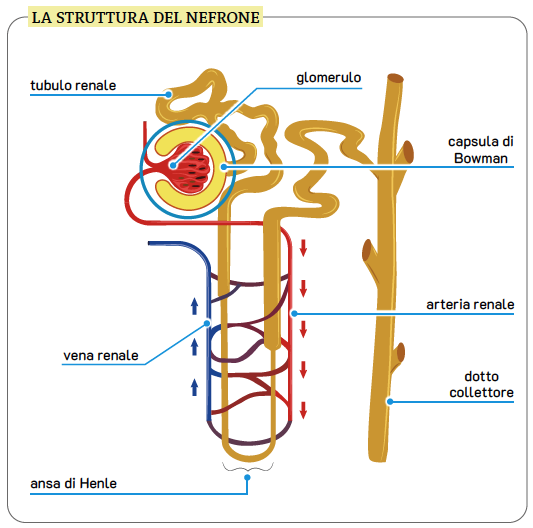 LA STRUTTURA DEL NEFRONE
tubulo renale
glomerulo
capsula di
Bowman
arteria renale
vena renale
dotto
collettore
ansa di Henle